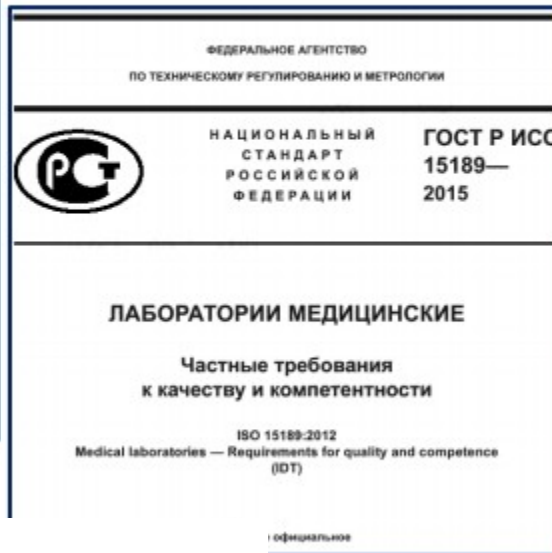 ФЕДЕРАЛЬНОЕ АГЕНТСТВО
ПО ТЕХНИЧЕСКОМУ РЕГУЛИРОВАНИЮ И МЕТРОЛОГИИ
РСТ
НАЦИОНАЛЬНЫЙ
СТАНДАРТ
РОССИЙСКОЙ
ФЕДЕРАЦИИ
ГОСТ Р ИСО
15189—
2015
ЛАБОРАТОРИИ МЕДИЦИНСКИЕ
Частные требования
к качеству и компетентности
ISO 15189:2012
Medical laboratories — Requirements for quality and competence
(IDT)
официальное